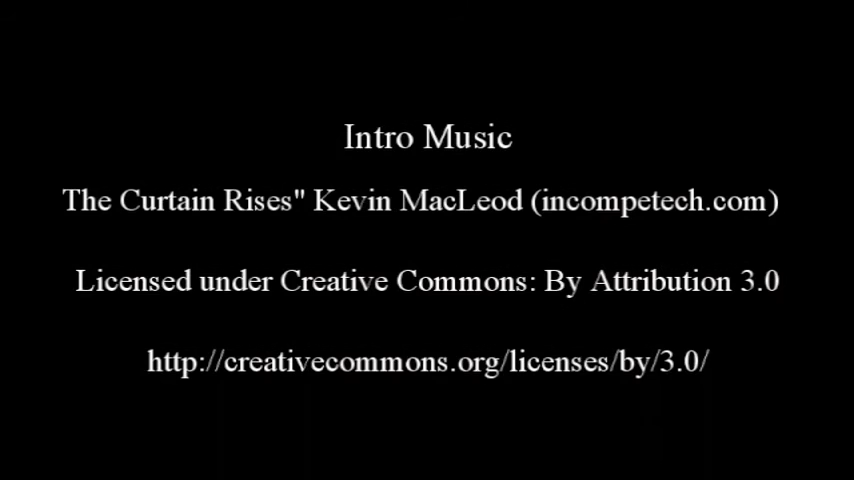 Intro Music
The Curtain Rises" Kevin MacLeod (incompetech.com)
Licensed under Creative Commons: By Attribution 3.0
http://creativecommons.org/licenses/by/3.0/